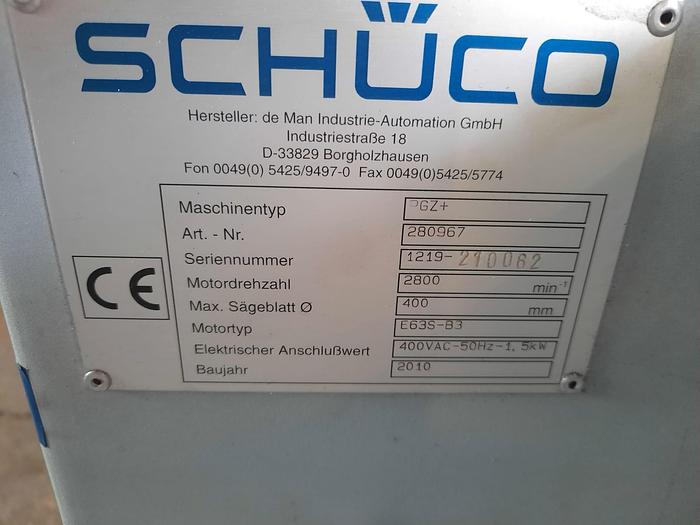 SCHÜCO
Hersteller: de Man Industrie-Automation GmbH
Industriestraße 18
D-33829 Borgholzhausen
Fon 0049(0) 5425/9497-0 Fax 0049(0)5425/5774
Maschinentyp PGZ+
Art. - Nr. 280967
Seriennummer 1219-210062
Motordrehzahl 2800 min⁻¹
Max. Sägeblatt Ø 400 mm
Motortyp E63S-B3
Elektrischer Anschlußwert 400VAC-50Hz-1,5kW
Baujahr 2010
CE